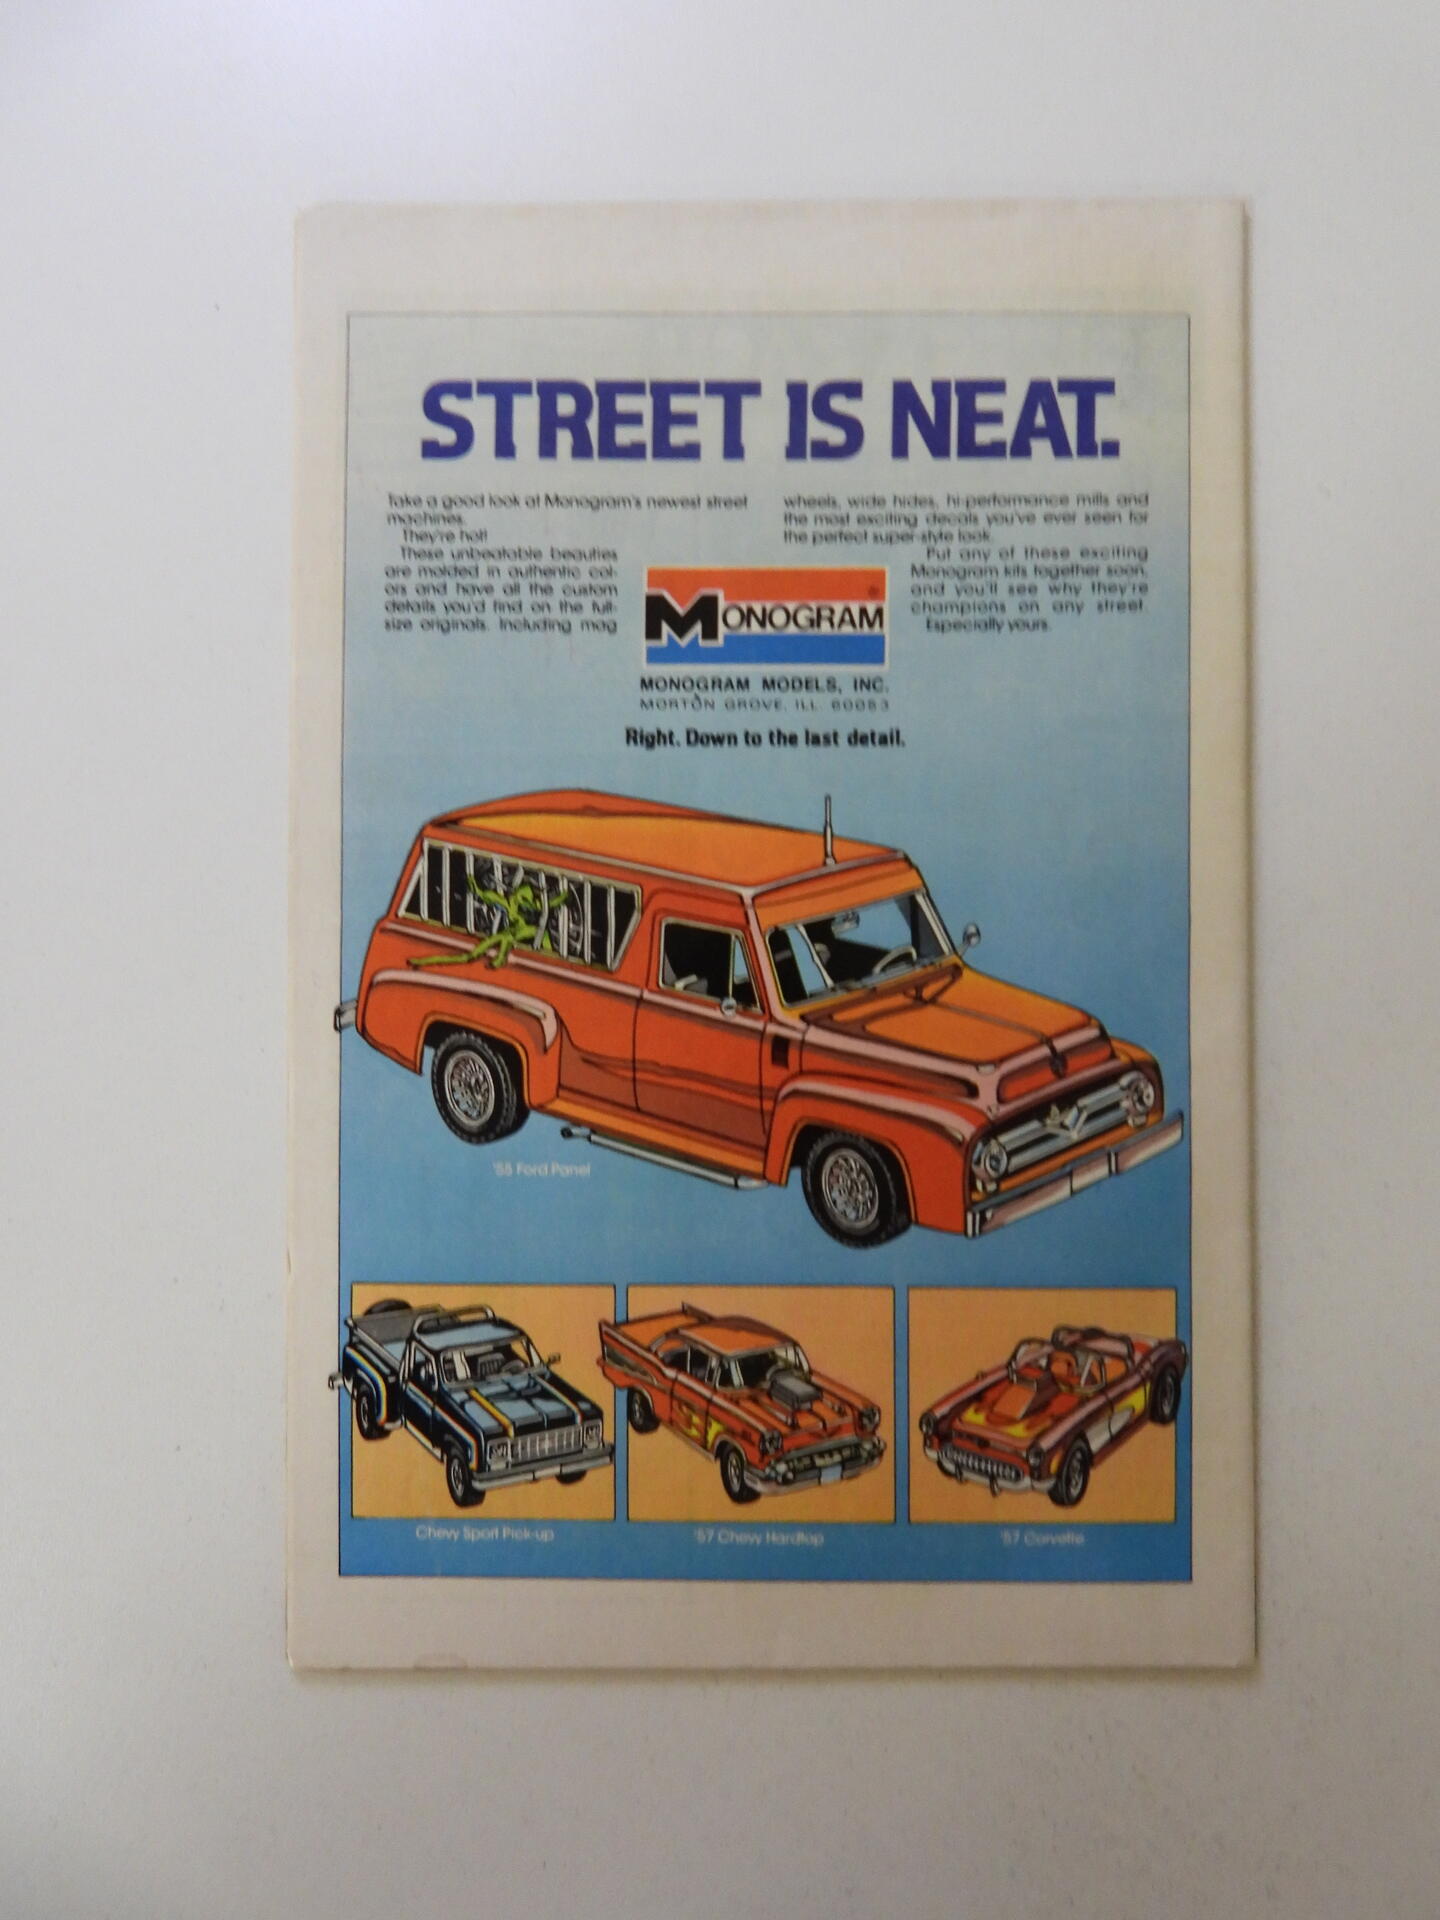 STREET IS NEAT.
Take a good look at Monogram's newest street
machines.
They're hot!
These unbeatable beauties
are molded in authentic col-
ors and have all the custom
details you'd find on the full-
size originals. Including mag
wheels, wide hides, hi-performance mills and
the most exciting decals you've ever seen for
the perfect super-style look.
Put any of these exciting
Monogram kits together soon,
and you'll see why they're
champions on any street.
Especially yours.
MONOGRAM ®
MONOGRAM MODELS, INC.
MORTON GROVE, ILL. 60053
Right. Down to the last detail.
'55 Ford Panel
Chevy Sport Pick-up
'57 Chevy Hardtop
'57 Corvette